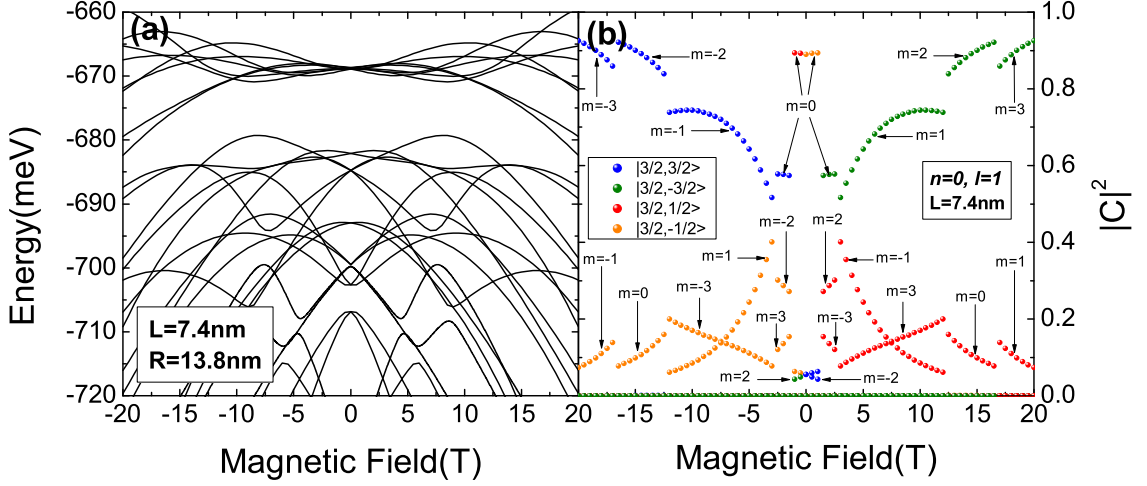 (a)
Energy(meV)
-660
-670
-680
-690
-700
-710
-720
L=7.4nm
R=13.8nm
-20 -15 -10 -5 0 5 10 15 20
Magnetic Field(T)
(b)
m=-3
m=-2
m=-1
m=0
m=2
m=3
m=1
|3/2,3/2>
|3/2,-3/2>
|3/2,1/2>
|3/2,-1/2>
n=0, l=1
L=7.4nm
m=-1
m=0
m=-3
m=1
m=-2
m=3
m=2
m=2
m=-1
m=-3
m=3
m=0
m=1
m=-2
1.0
0.8
0.6
0.4
0.2
0.0
|C|²
-15 -10 -5 0 5 10 15 20
Magnetic Field(T)